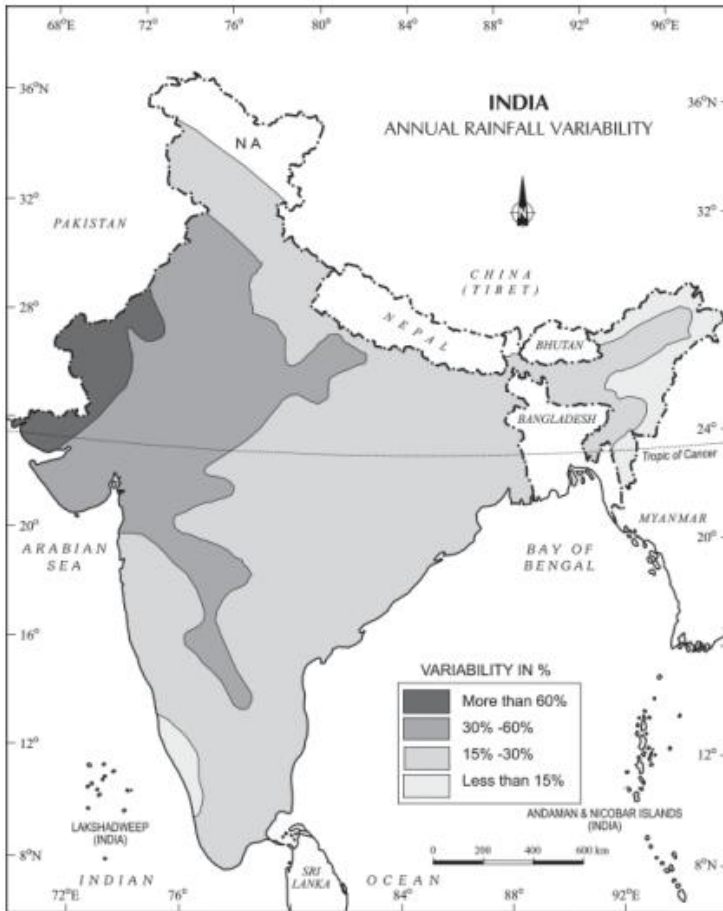 68°E
72°
76°
80°
84°
88°
92°
96°
36°N
36°N
INDIA
ANNUAL RAINFALL VARIABILITY
NA
N
32°
32°
PAKISTAN
CHINA
(TIBET)
28°
28°
NEPAL
BHUTAN
BANGLADESH
24°
24°
Tropic of Cancer
MYANMAR
20°
20°
ARABIAN
SEA
BAY OF
BENGAL
16°
16°
VARIABILITY IN %
More than 60%
30% -60%
15% -30%
Less than 15%
12°
12°
LAKSHADWEEP
(INDIA)
ANDAMAN & NICOBAR ISLANDS
(INDIA)
0 200 400 600 km
8°N
8°N
SRI
LANKA
INDIAN OCEAN
72°E
76°
84°
88°
92°E